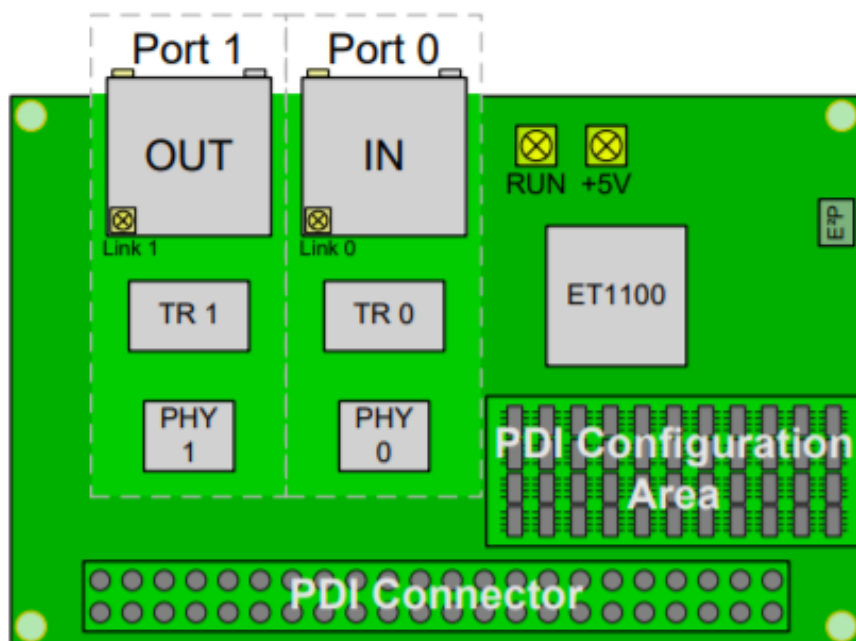 Port 1
Port 0
OUT
IN
RUN
+5V
E²P
Link 1
Link 0
TR 1
TR 0
ET1100
PHY
1
PHY
0
PDI Configuration
Area
PDI Connector